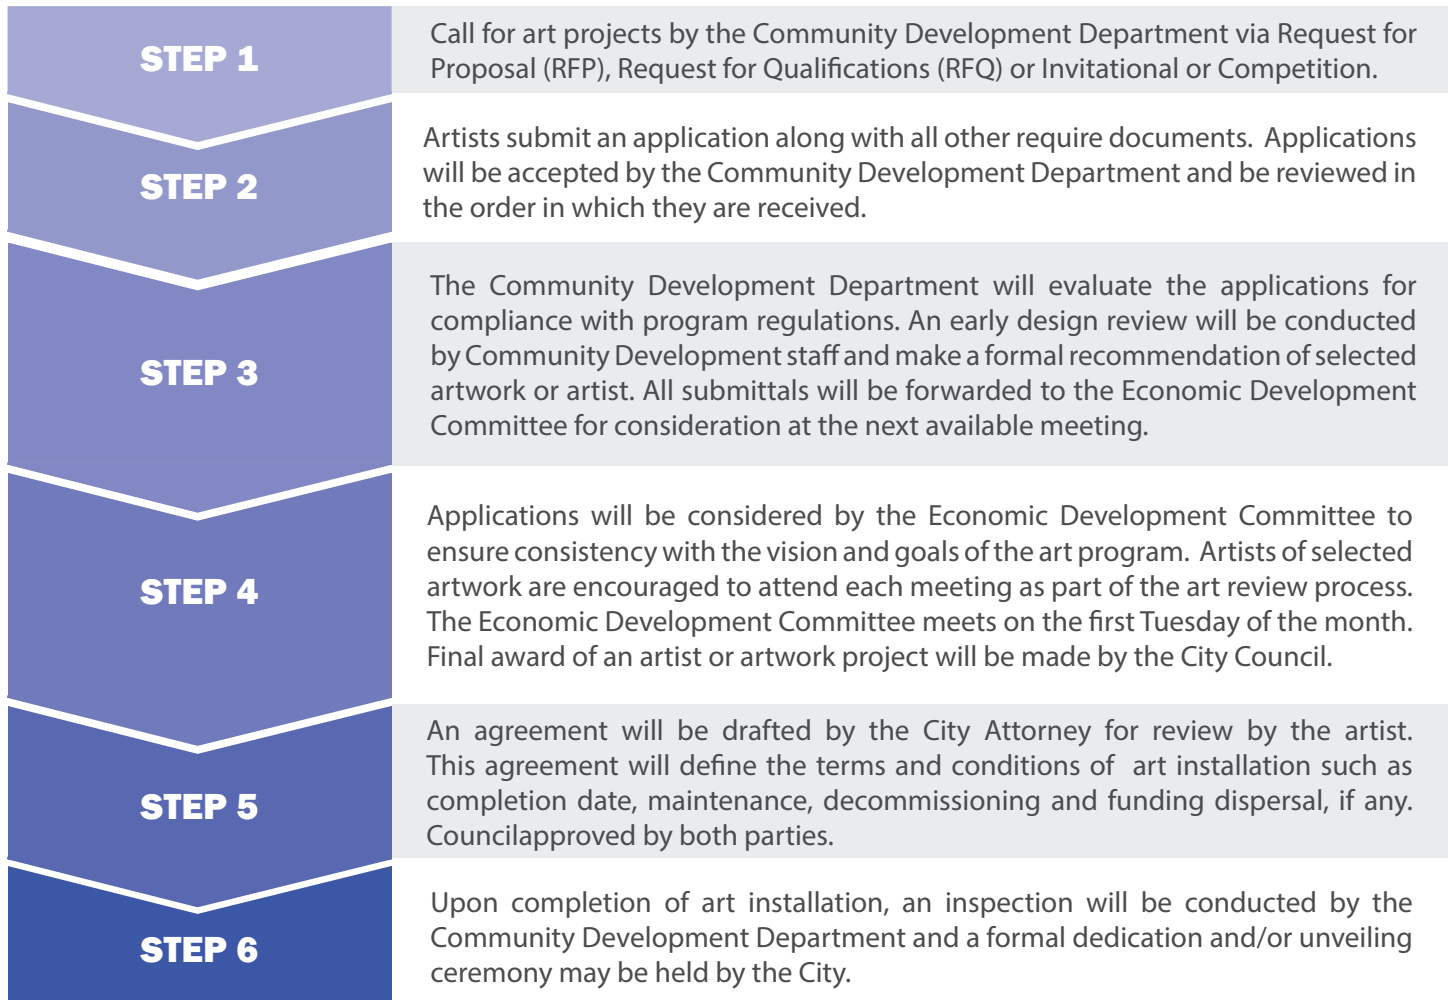 STEP 1
Call for art projects by the Community Development Department via Request for
Proposal (RFP), Request for Qualifications (RFQ) or Invitational or Competition.
STEP 2
Artists submit an application along with all other require documents.  Applications
will be accepted by the Community Development Department and be reviewed in
the order in which they are received.
STEP 3
The Community Development Department will evaluate the applications for
compliance with program regulations. An early design review will be conducted
by Community Development staff and make a formal recommendation of selected
artwork or artist. All submittals will be forwarded to the Economic Development
Committee for consideration at the next available meeting.
STEP 4
Applications will be considered by the Economic Development Committee to
ensure consistency with the vision and goals of the art program.  Artists of selected
artwork are encouraged to attend each meeting as part of the art review process.
The Economic Development Committee meets on the first Tuesday of the month.
Final award of an artist or artwork project will be made by the City Council.
STEP 5
An agreement will be drafted by the City Attorney for review by the artist.
This agreement will define the terms and conditions of  art installation such as
completion date, maintenance, decommissioning and funding dispersal, if any.
Councilapproved by both parties.
STEP 6
Upon completion of art installation, an inspection will be conducted by the
Community Development Department and a formal dedication and/or unveiling
ceremony may be held by the City.